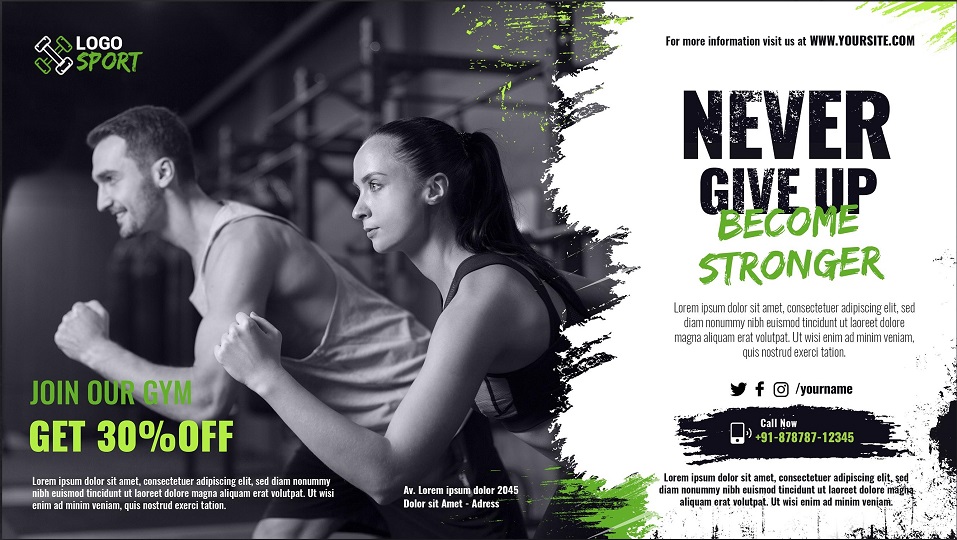 LOGO
SPORT
For more information visit us at WWW.YOURSITE.COM
NEVER
GIVE UP
BECOME
STRONGER
Lorem ipsum dolor sit amet, consectetuer adipiscing elit, sed
diam nonummy nibh euismod tincidunt ut laoreet dolore
magna aliquam erat volutpat. Ut wisi enim ad minim veniam,
quis nostrud exerci tation.
/yourname
Call Now
+91-878787-12345
Lorem ipsum dolor sit amet, consectetuer adipiscing elit, sed
diam nonummy nibh euismod tincidunt ut laoreet dolore magna
aliquam erat volutpat. Ut wisi enim ad minim veniam.
JOIN OUR GYM
GET 30%OFF
Lorem ipsum dolor sit amet, consectetuer adipiscing elit, sed diam nonummy
nibh euismod tincidunt ut laoreet dolore magna aliquam erat volutpat. Ut wisi
enim ad minim veniam, quis nostrud exerci tation.
Av. Lorem ipsum dolor 2045
Dolor sit Amet - Adress